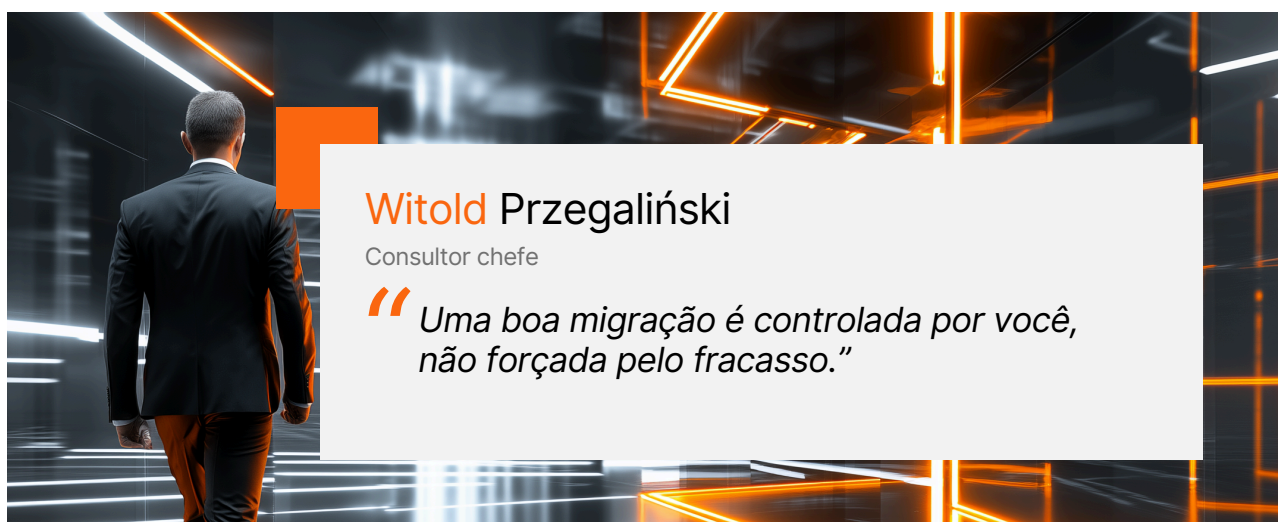 Witold Przegaliński
Consultor chefe
“Uma boa migração é controlada por você,
não forçada pelo fracasso.”